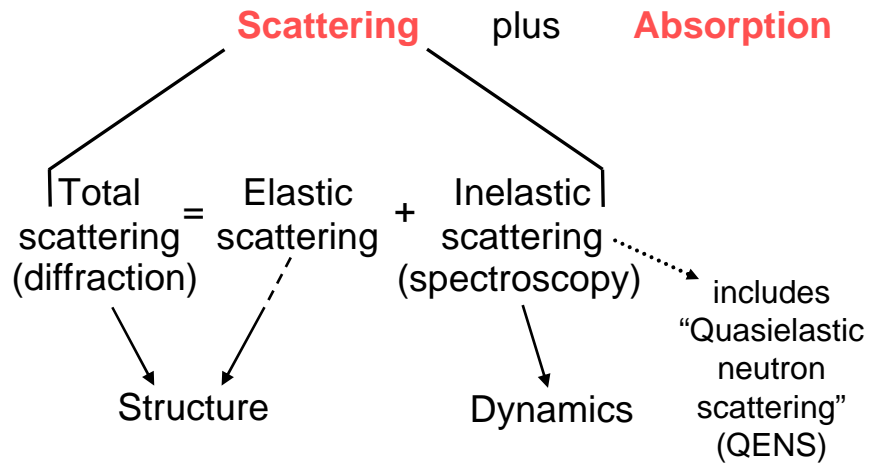 Scattering plus Absorption
Total
scattering
(diffraction)
=
Elastic
scattering
+
Inelastic
scattering
(spectroscopy)
includes
“Quasielastic
neutron
scattering”
(QENS)
Structure
Dynamics